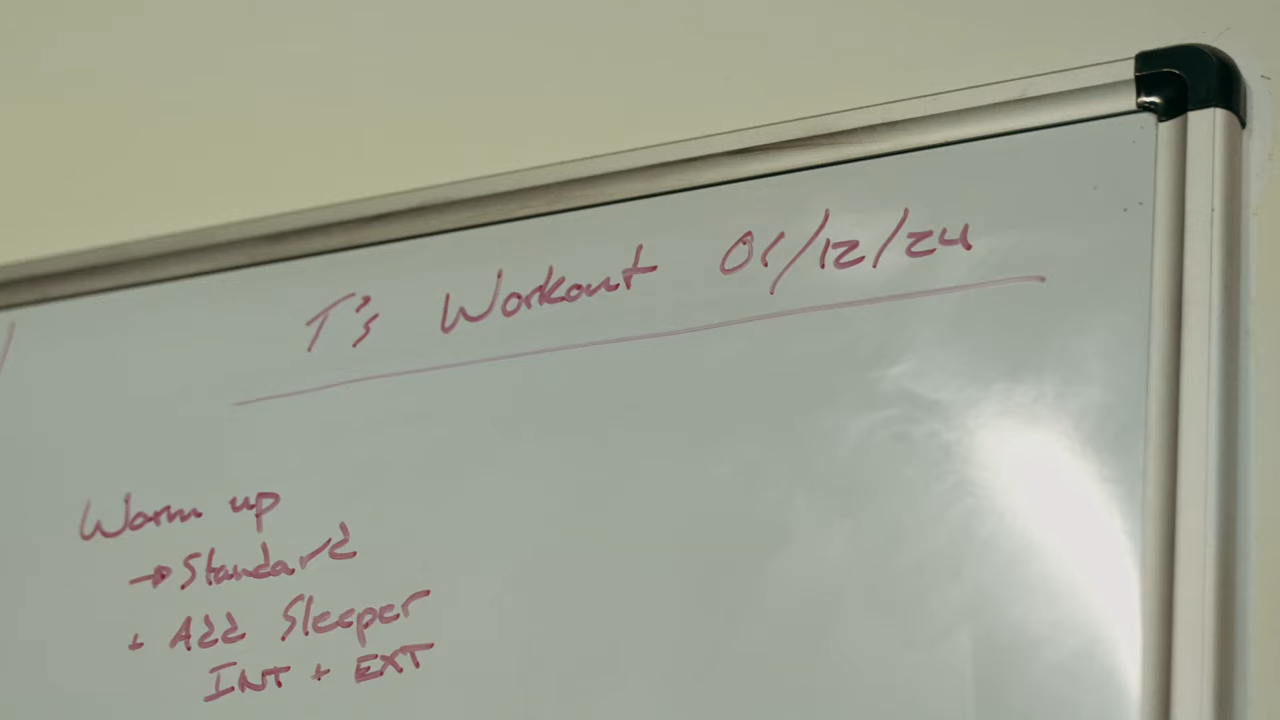 T's Workout 01/12/24
Warm up
→ Standard
+ Add Sleeper
INT + EXT